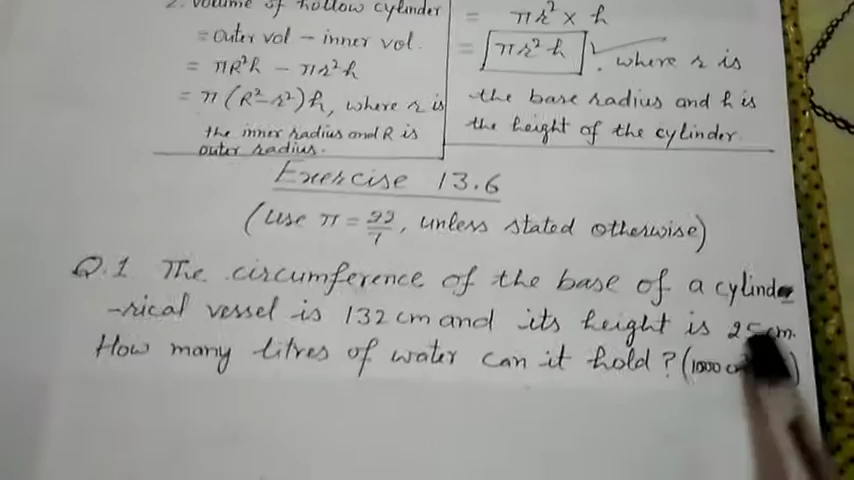 2. Volume of hollow cylinder
= outer vol - inner vol.
= πR²h - πr²h
= π (R²-r²)h, where r is
the inner radius and R is
outer radius.
= πr² × h
= πr²h . where r is
the base radius and h is
the height of the cylinder.
Exercise 13.6
(Use π = 22/7, unless stated otherwise)
Q.1 The circumference of the base of a cylinde
-rical vessel is 132 cm and its height is 25 cm.
How many litres of water can it hold? (1000 c